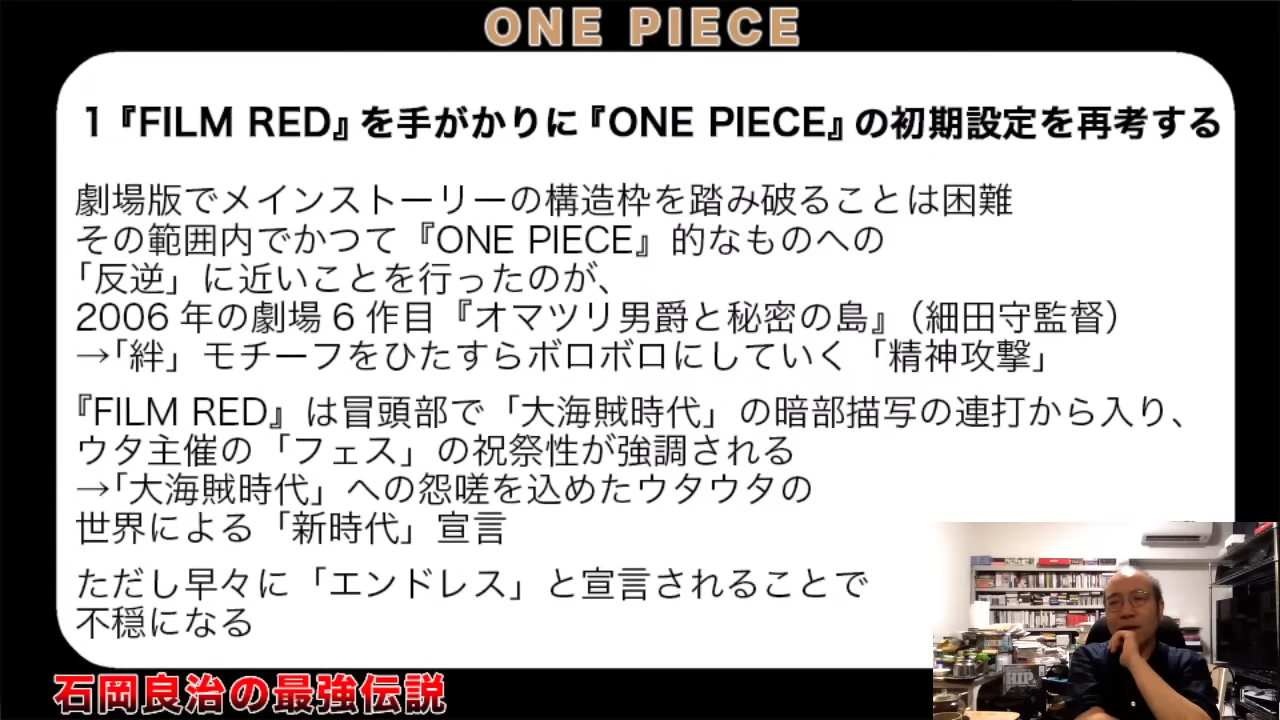 ONE PIECE
1『FILM RED』を手がかりに『ONE PIECE』の初期設定を再考する
劇場版でメインストーリーの構造枠を踏み破ることは困難
その範囲内でかつて『ONE PIECE』的なものへの
「反逆」に近いことを行ったのが、
2006年の劇場6作目『オマツリ男爵と秘密の島』（細田守監督）
→「絆」モチーフをひたすらボロボロにしていく「精神攻撃」
『FILM RED』は冒頭部で「大海賊時代」の暗部描写の連打から入り、
ウタ主催の「フェス」の祝祭性が強調される
→「大海賊時代」への怨嗟を込めたウタウタの
世界による「新時代」宣言
ただし早々に「エンドレス」と宣言されることで
不穏になる
石岡良治の最強伝説
HIP